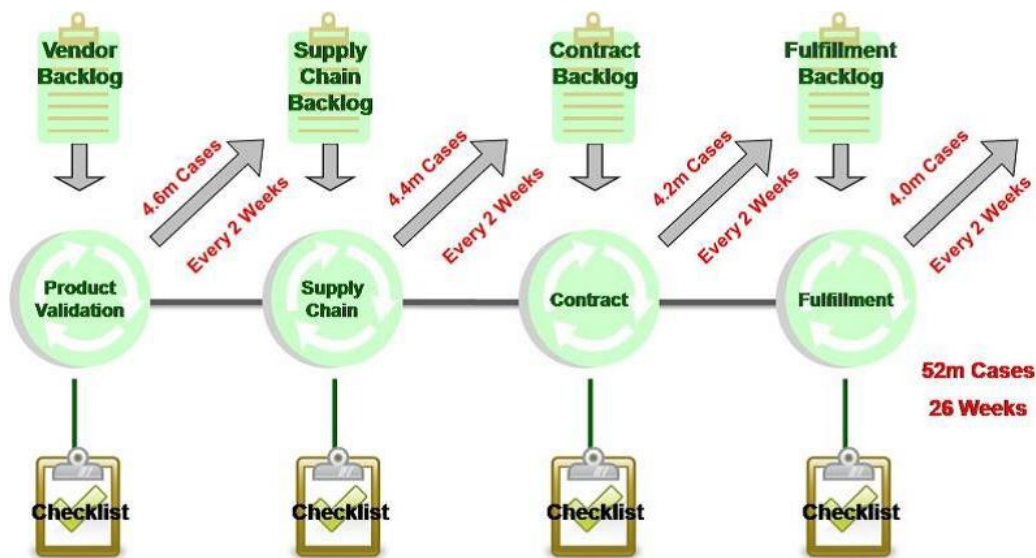 Vendor
Backlog
Supply
Chain
Backlog
Contract
Backlog
Fulfillment
Backlog
4.6m Cases
Every 2 Weeks
4.4m Cases
Every 2 Weeks
4.2m Cases
Every 2 Weeks
4.0m Cases
Every 2 Weeks
Product
Validation
Supply
Chain
Contract
Fulfillment
52m Cases
26 Weeks
Checklist
Checklist
Checklist
Checklist